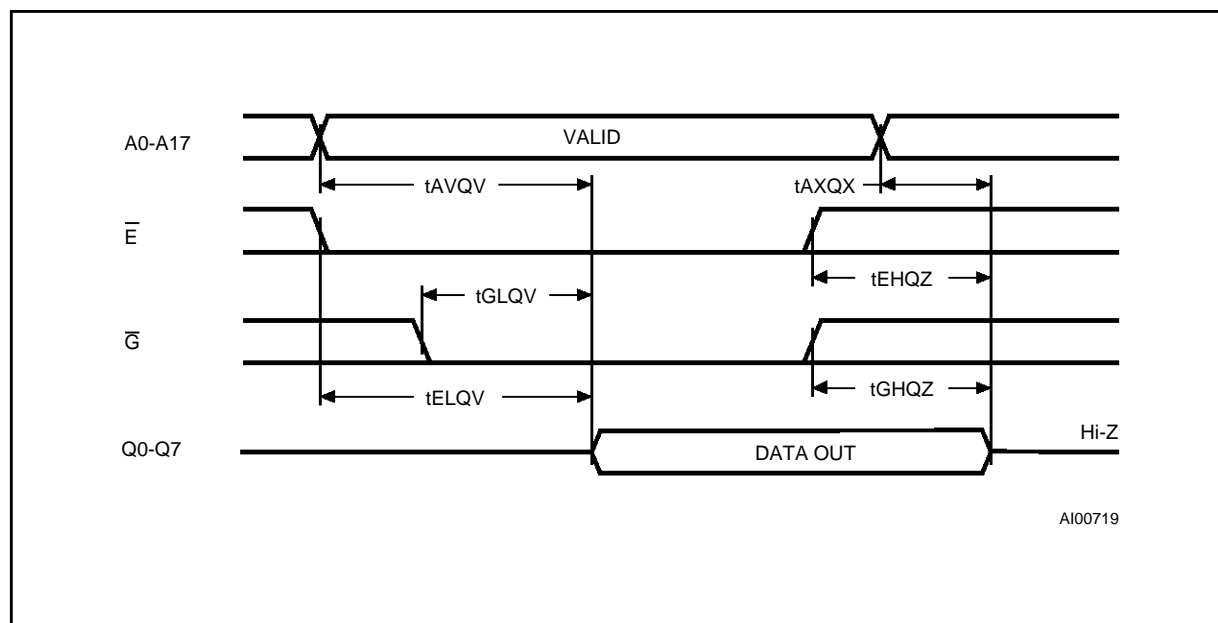 A0-A17
VALID
tAVQV
tAXQX
E̅
tEHQZ
tGLQV
G̅
tGHQZ
tELQV
Hi-Z
Q0-Q7
DATA OUT
AI00719